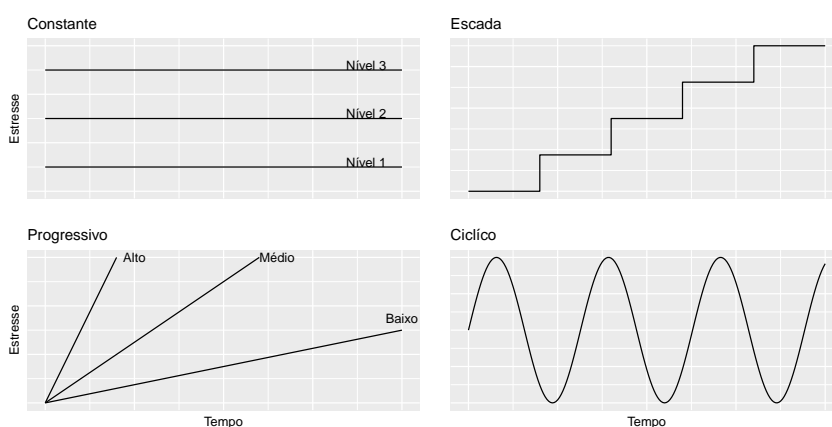 Constante
Estresse
Nível 3
Nível 2
Nível 1
Escada
Progressivo
Estresse
Alto
Médio
Baixo
Tempo
Ciclíco
Tempo